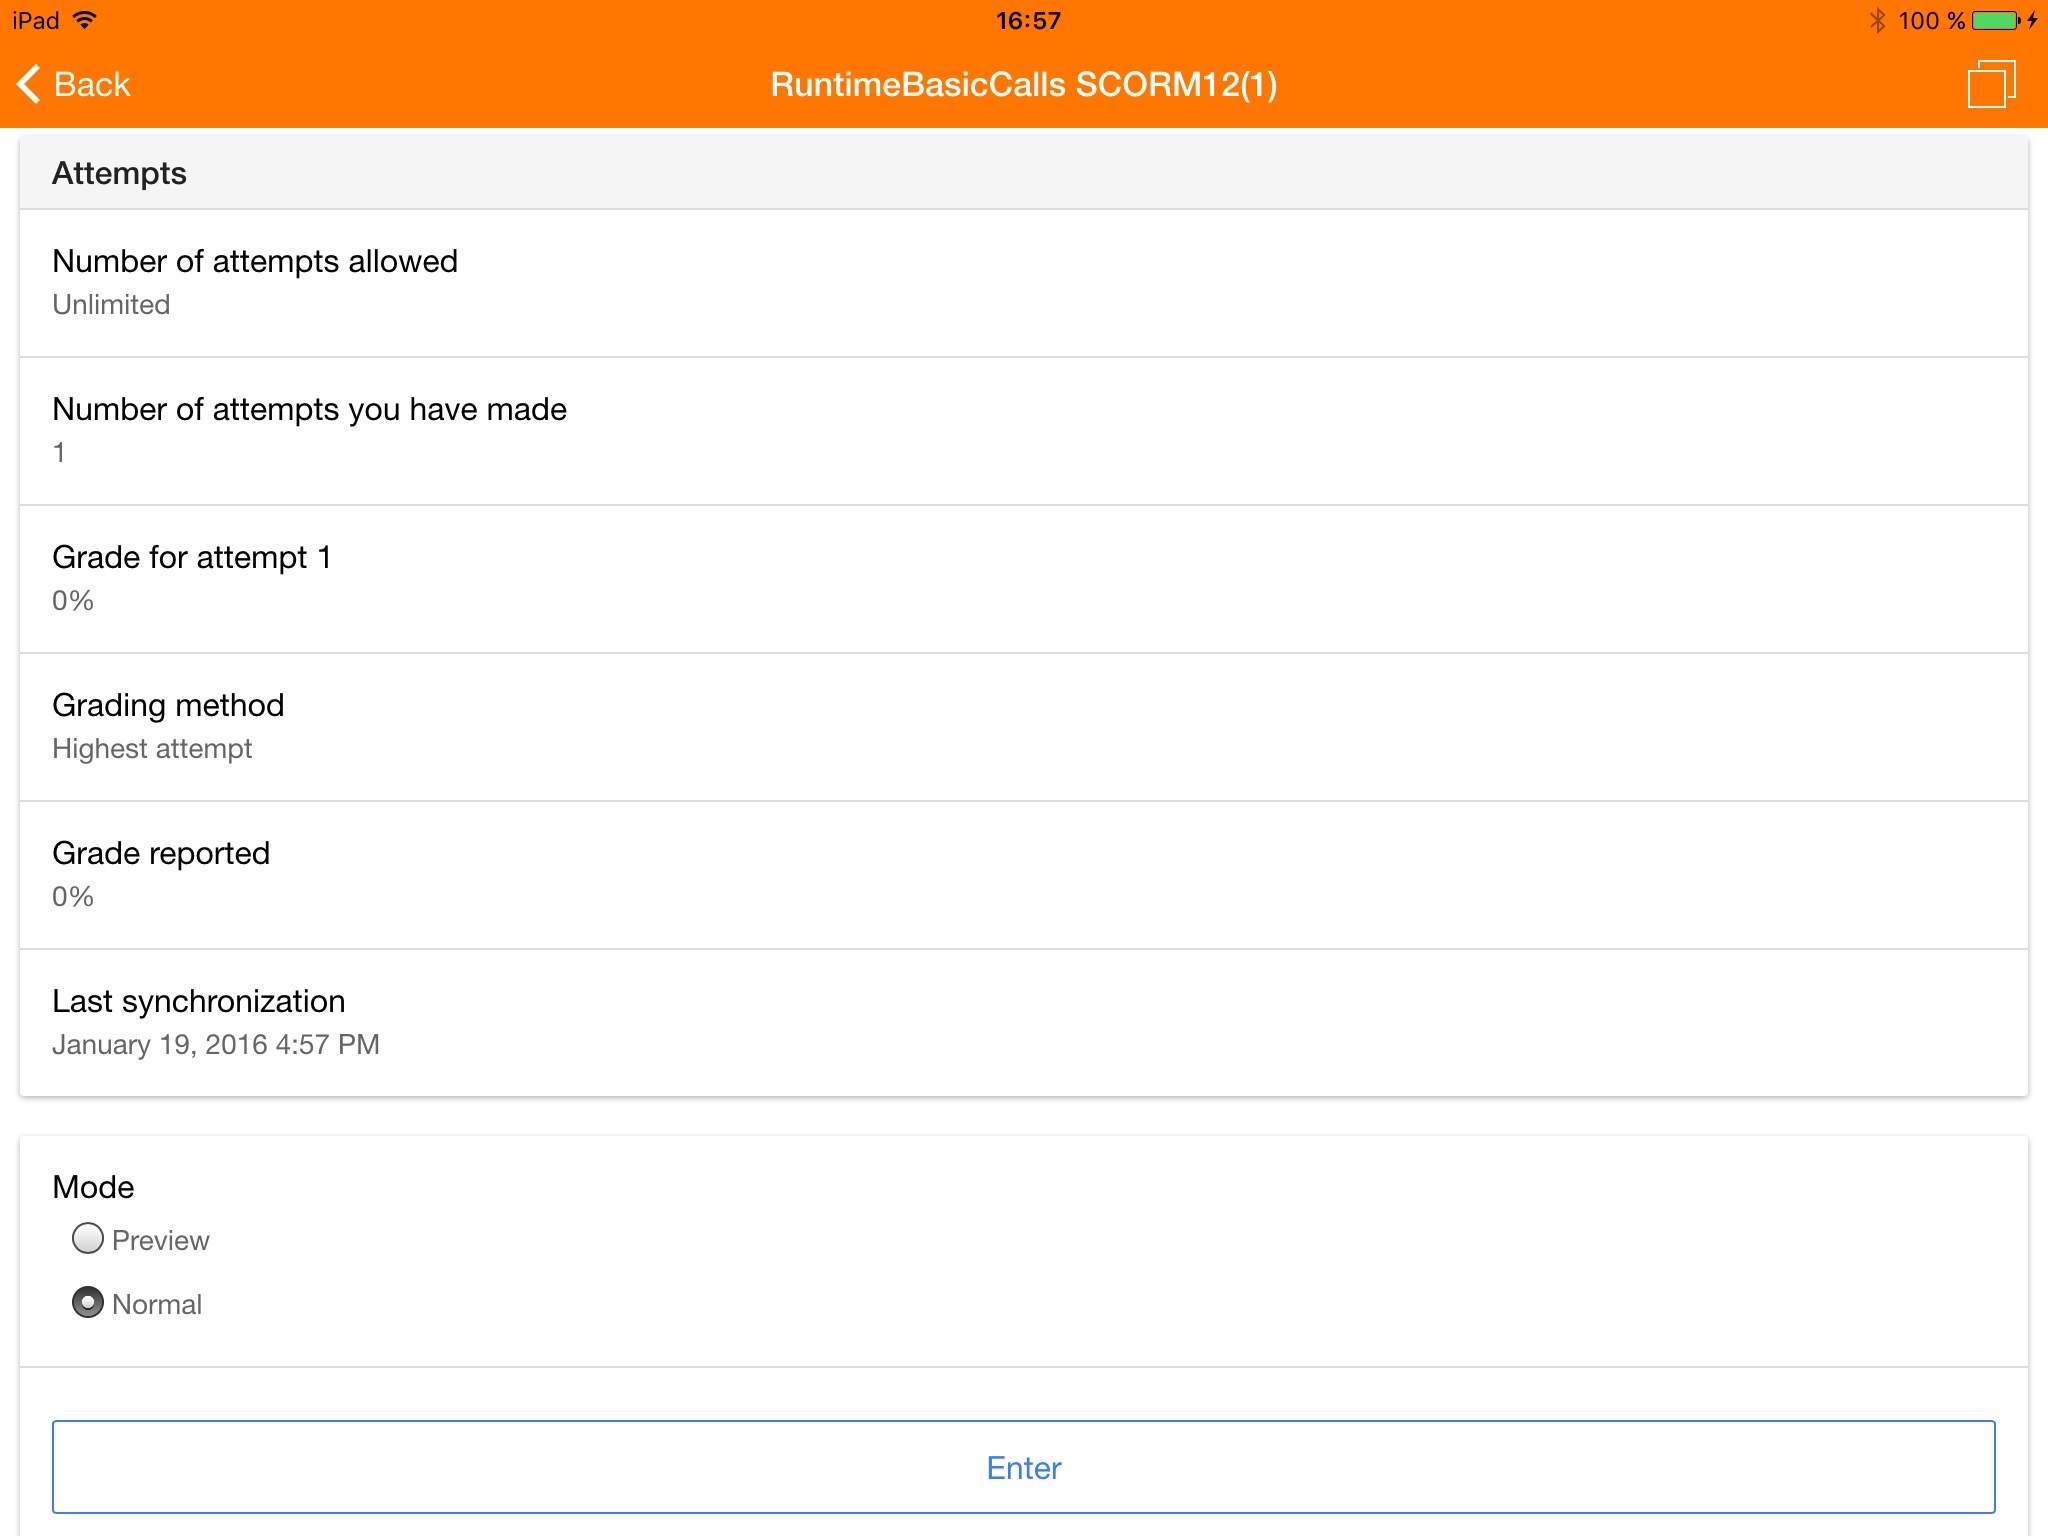 iPad
16:57
100 %
Back
RuntimeBasicCalls SCORM12(1)
Attempts
Number of attempts allowed
Unlimited
Number of attempts you have made
1
Grade for attempt 1
0%
Grading method
Highest attempt
Grade reported
0%
Last synchronization
January 19, 2016 4:57 PM
Mode
Preview
Normal
Enter